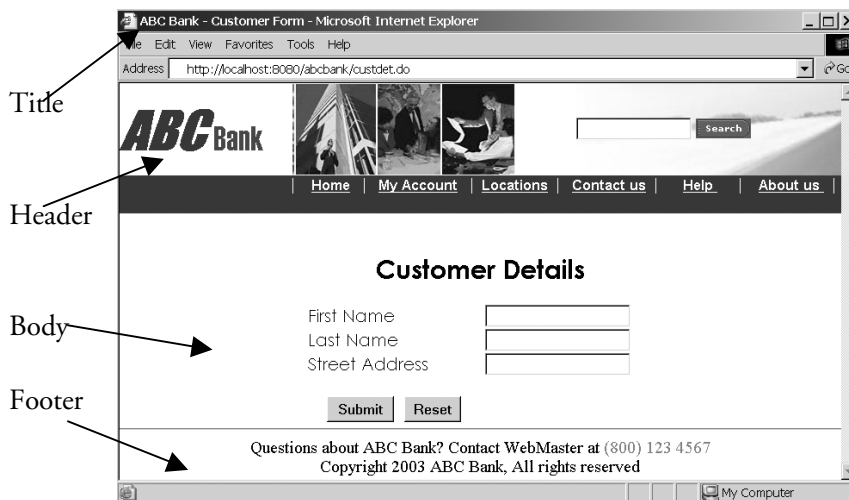 ABC Bank - Customer Form - Microsoft Internet Explorer
File Edit View Favorites Tools Help
Address http://localhost:8080/abcbank/custdet.do Go
Title
ABC Bank
Search
Home | My Account | Locations | Contact us | Help | About us |
Header
Customer Details
First Name
Body
Last Name
Street Address
Footer
Submit Reset
Questions about ABC Bank? Contact WebMaster at (800) 123 4567
Copyright 2003 ABC Bank, All rights reserved
My Computer